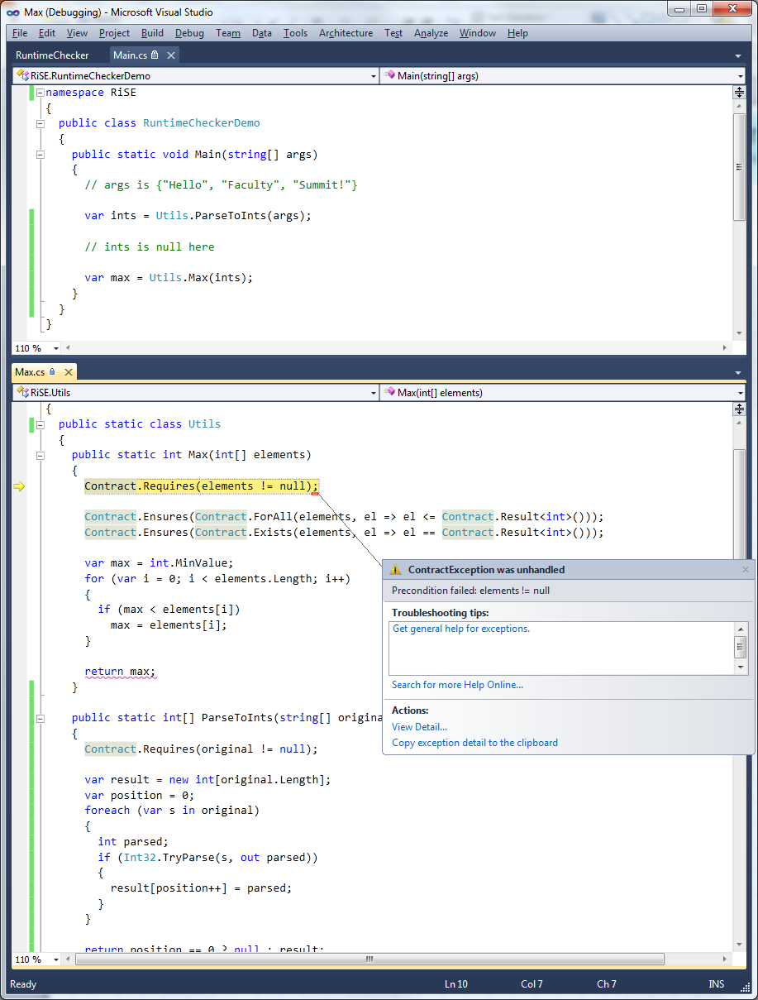 Max (Debugging) - Microsoft Visual Studio
File Edit View Project Build Debug Team Data Tools Architecture Test Analyze Window Help
RuntimeChecker Main.cs
RiSE.RuntimeCheckerDemo Main(string[] args)
namespace RiSE
{
public class RuntimeCheckerDemo
{
public static void Main(string[] args)
{
// args is {"Hello", "Faculty", "Summit!"}
var ints = Utils.ParseToInts(args);
// ints is null here
var max = Utils.Max(ints);
}
}
}
110 %
Max.cs
RiSE.Utils Max(int[] elements)
{
public static class Utils
{
public static int Max(int[] elements)
{
Contract.Requires(elements != null);
Contract.Ensures(Contract.ForAll(elements, el => el <= Contract.Result<int>()));
Contract.Ensures(Contract.Exists(elements, el => el == Contract.Result<int>()));
var max = int.MinValue;
for (var i = 0; i < elements.Length; i++)
{
if (max < elements[i])
max = elements[i];
}
return max;
}
public static int[] ParseToInts(string[] origina
{
Contract.Requires(original != null);
var result = new int[original.Length];
var position = 0;
foreach (var s in original)
{
int parsed;
if (Int32.TryParse(s, out parsed))
{
result[position++] = parsed;
}
}
return position == 0 ? null : result;
ContractException was unhandled
Precondition failed: elements != null
Troubleshooting tips:
Get general help for exceptions.
Search for more Help Online...
Actions:
View Detail...
Copy exception detail to the clipboard
110 %
Ready Ln 10 Col 7 Ch 7 INS